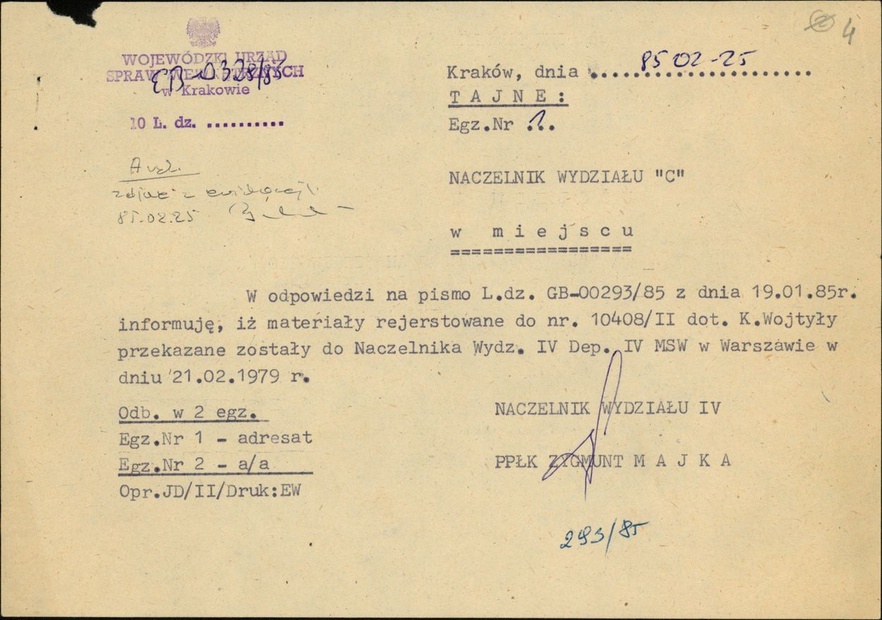 4
WOJEWÓDZKI URZĄD
SPRAW WEWNĘTRZNYCH
w Krakowie
EB-0328/85
10 L. dz. ..........
Kraków, dnia 85 02-25
T A J N E :
Egz.Nr 1.
NACZELNIK WYDZIAŁU "C"
w m i e j s c u
=================
85.02.25
W odpowiedzi na pismo L.dz. GB-00293/85 z dnia 19.01.85r.
informuję, iż materiały rejerstowane do nr. 10408/II dot. K.Wojtyły
przekazane zostały do Naczelnika Wydz. IV Dep. IV MSW w Warszawie w
dniu 21.02.1979 r.
Odb. w 2 egz.
Egz.Nr 1 - adresat
Egz.Nr 2 - a/a
Opr.JD/II/Druk:EW
NACZELNIK WYDZIAŁU IV
PPŁK ZYGMUNT M A J K A
293/85